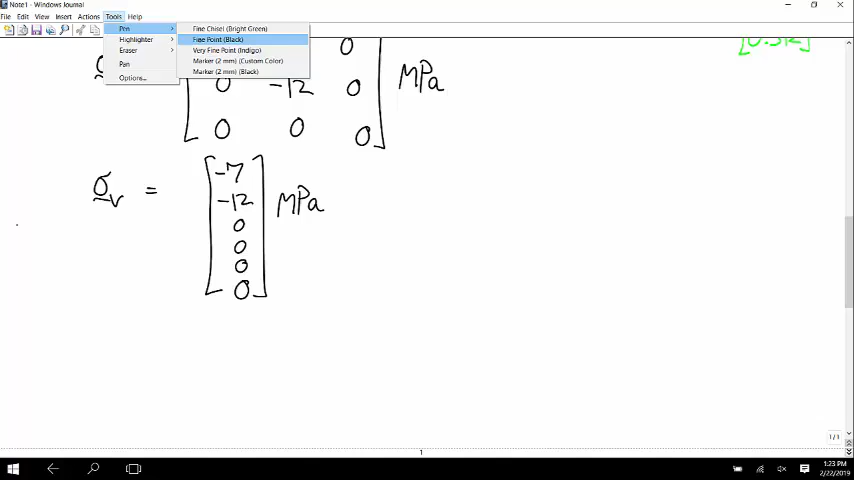 Note1 - Windows Journal
File Edit View Insert Actions Tools Help
Pen
Highlighter
Eraser
Pan
Options...
Fine Chisel (Bright Green)
Fine Point (Black)
Very Fine Point (Indigo)
Marker (2 mm) (Custom Color)
Marker (2 mm) (Black)
0
0 -12 0 MPa
0 0 0
σv = -7
-12 MPa
0
0
0
0
1/1
1
1:23 PM
2/22/2019